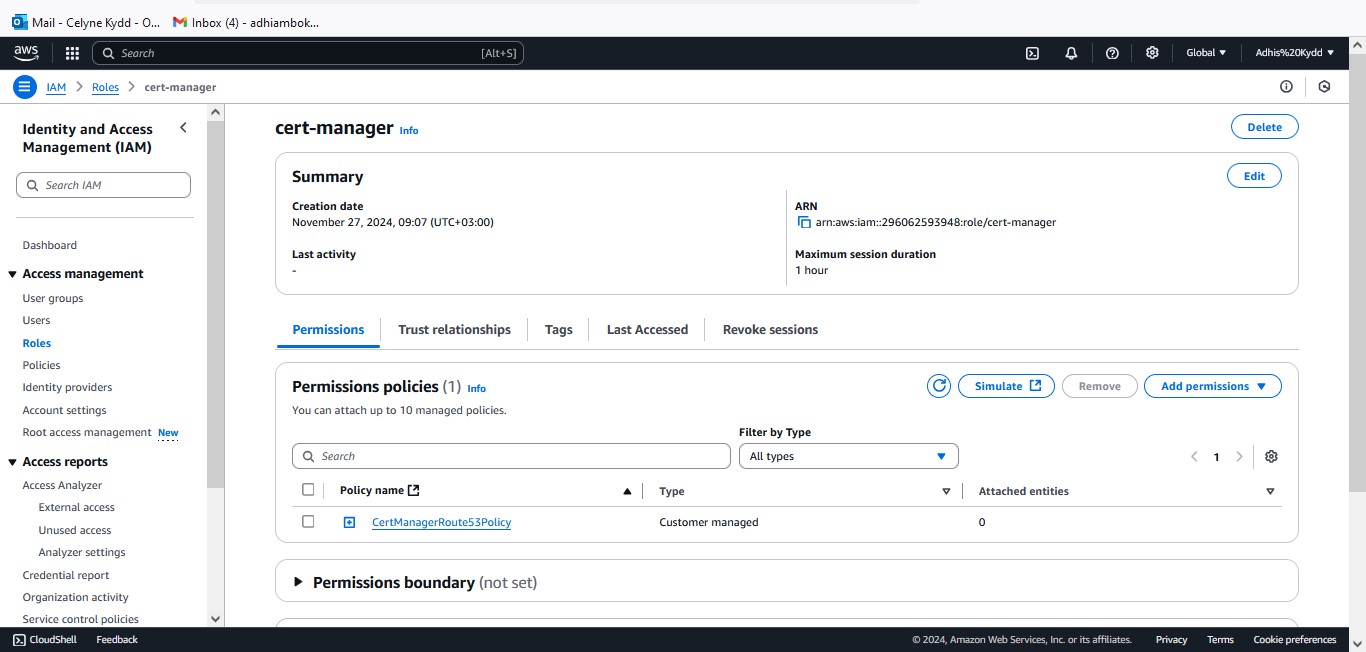 Mail - Celyne Kydd - O... Inbox (4) - adhiambok...
aws Search [Alt+S] Global Adhis%20Kydd
IAM > Roles > cert-manager
Identity and Access
Management (IAM)
Search IAM
Dashboard
Access management
User groups
Users
Roles
Policies
Identity providers
Account settings
Root access management New
Access reports
Access Analyzer
External access
Unused access
Analyzer settings
Credential report
Organization activity
Service control policies
cert-manager Info
Delete
Summary
Edit
Creation date
November 27, 2024, 09:07 (UTC+03:00)
Last activity
-
ARN
arn:aws:iam::296062593948:role/cert-manager
Maximum session duration
1 hour
Permissions Trust relationships Tags Last Accessed Revoke sessions
Permissions policies (1) Info
Simulate Remove Add permissions
You can attach up to 10 managed policies.
Filter by Type
Search All types 1
Policy name Type Attached entities
CertManagerRoute53Policy Customer managed 0
Permissions boundary (not set)
CloudShell Feedback © 2024, Amazon Web Services, Inc. or its affiliates. Privacy Terms Cookie preferences